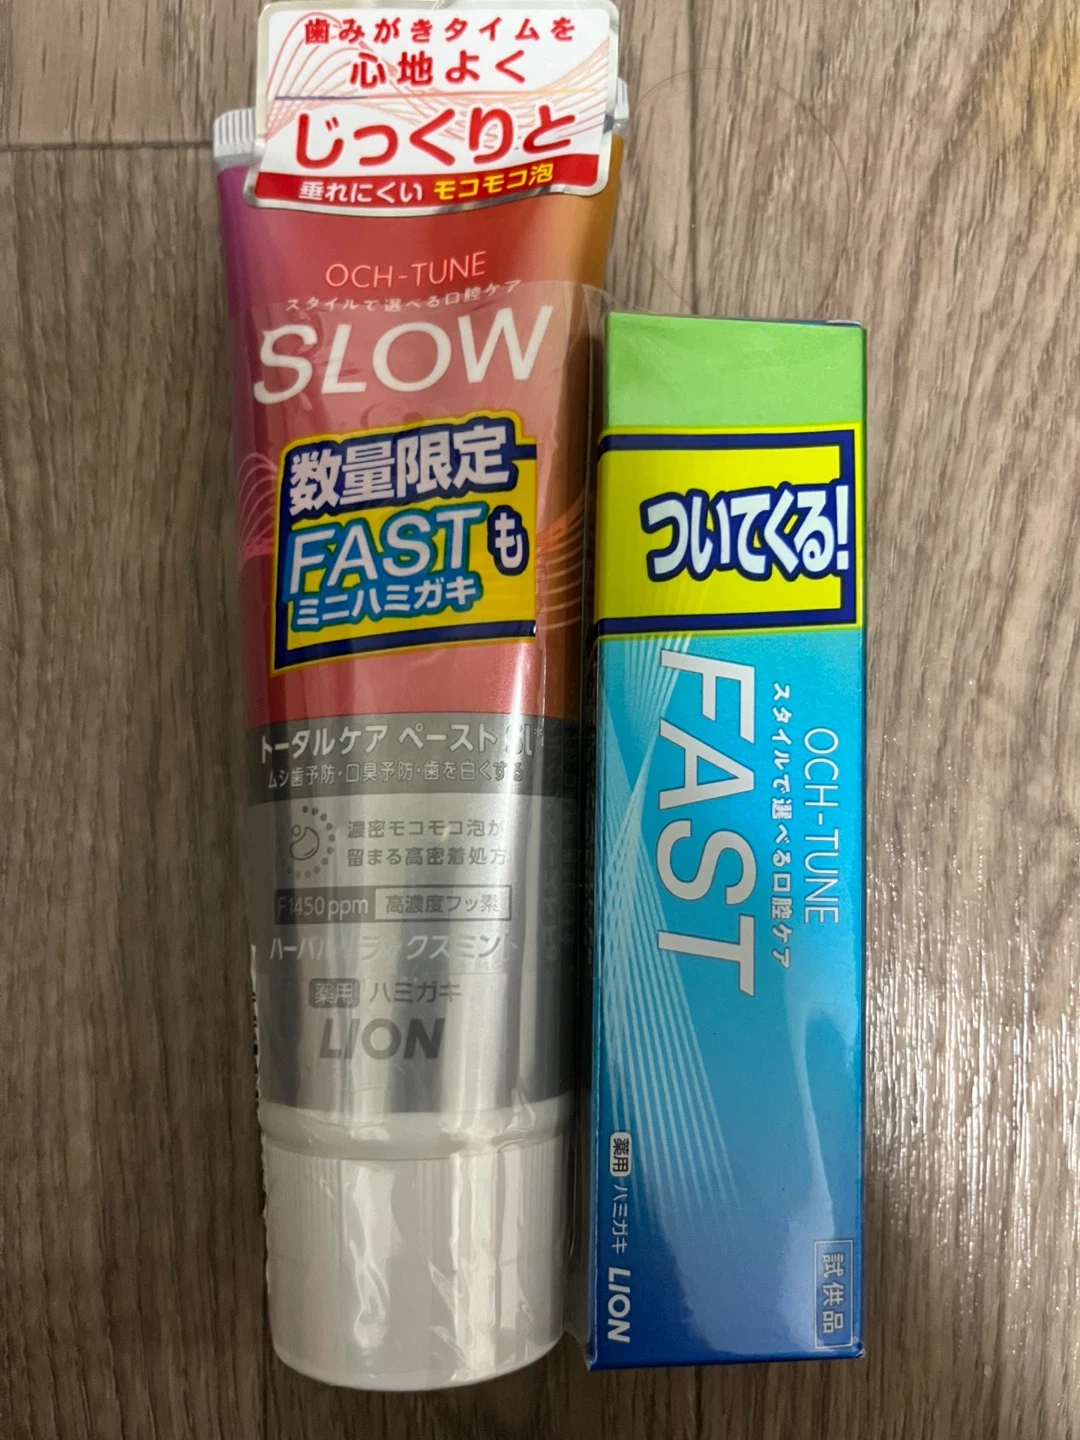 歯みがきタイムを
心地よく
じっくりと
垂れにくい モコモコ泡
OCH-TUNE
スタイルで選べる口腔ケア
SLOW
数量限定
FASTも
ミニハミガキ
トータルケア ペースト SL*
ムシ歯予防・口臭予防・歯を白くする
濃密モコモコ泡が
留まる高密着処方
F1450ppm 高濃度フッ素
ハーバルリラックスミント
薬用 ハミガキ
LION
ついてくる!
OCH-TUNE
スタイルで選べる口腔ケア
FAST
薬用 ハミガキ LION
試供品